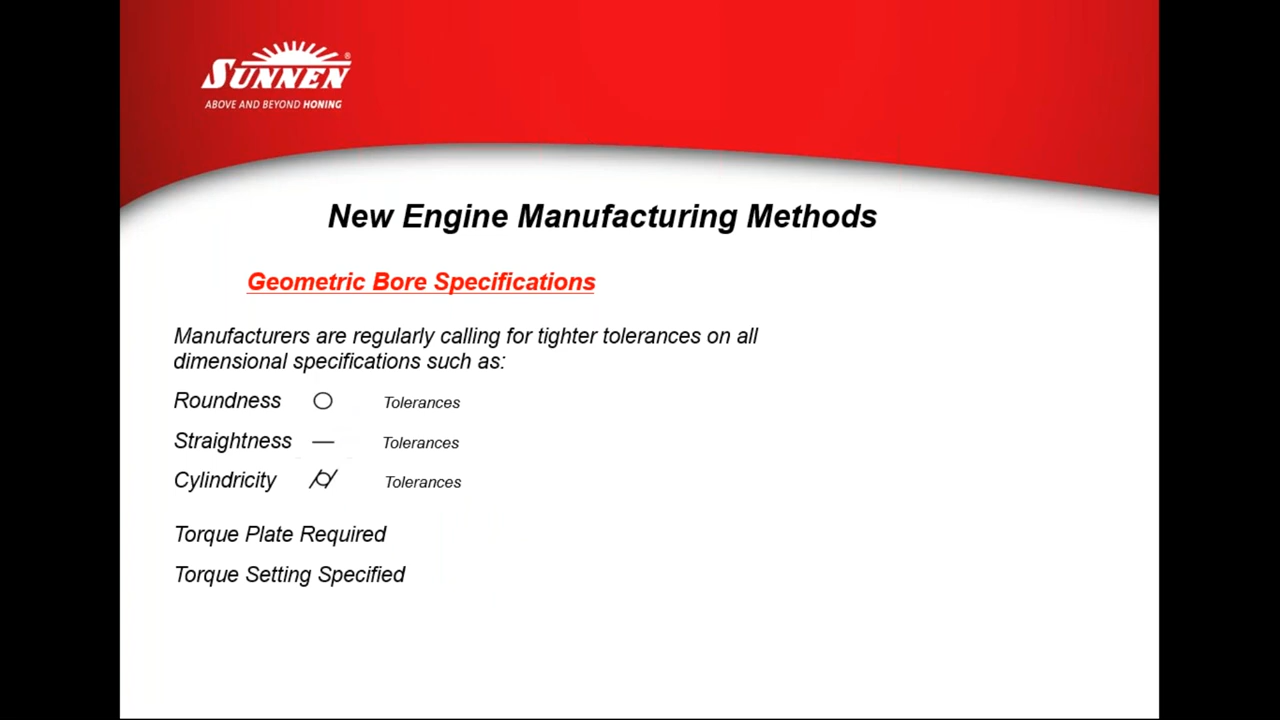 SUNNEN®
ABOVE AND BEYOND HONING
New Engine Manufacturing Methods
Geometric Bore Specifications
Manufacturers are regularly calling for tighter tolerances on all
dimensional specifications such as:
Roundness ○ Tolerances
Straightness — Tolerances
Cylindricity ⌭ Tolerances
Torque Plate Required
Torque Setting Specified